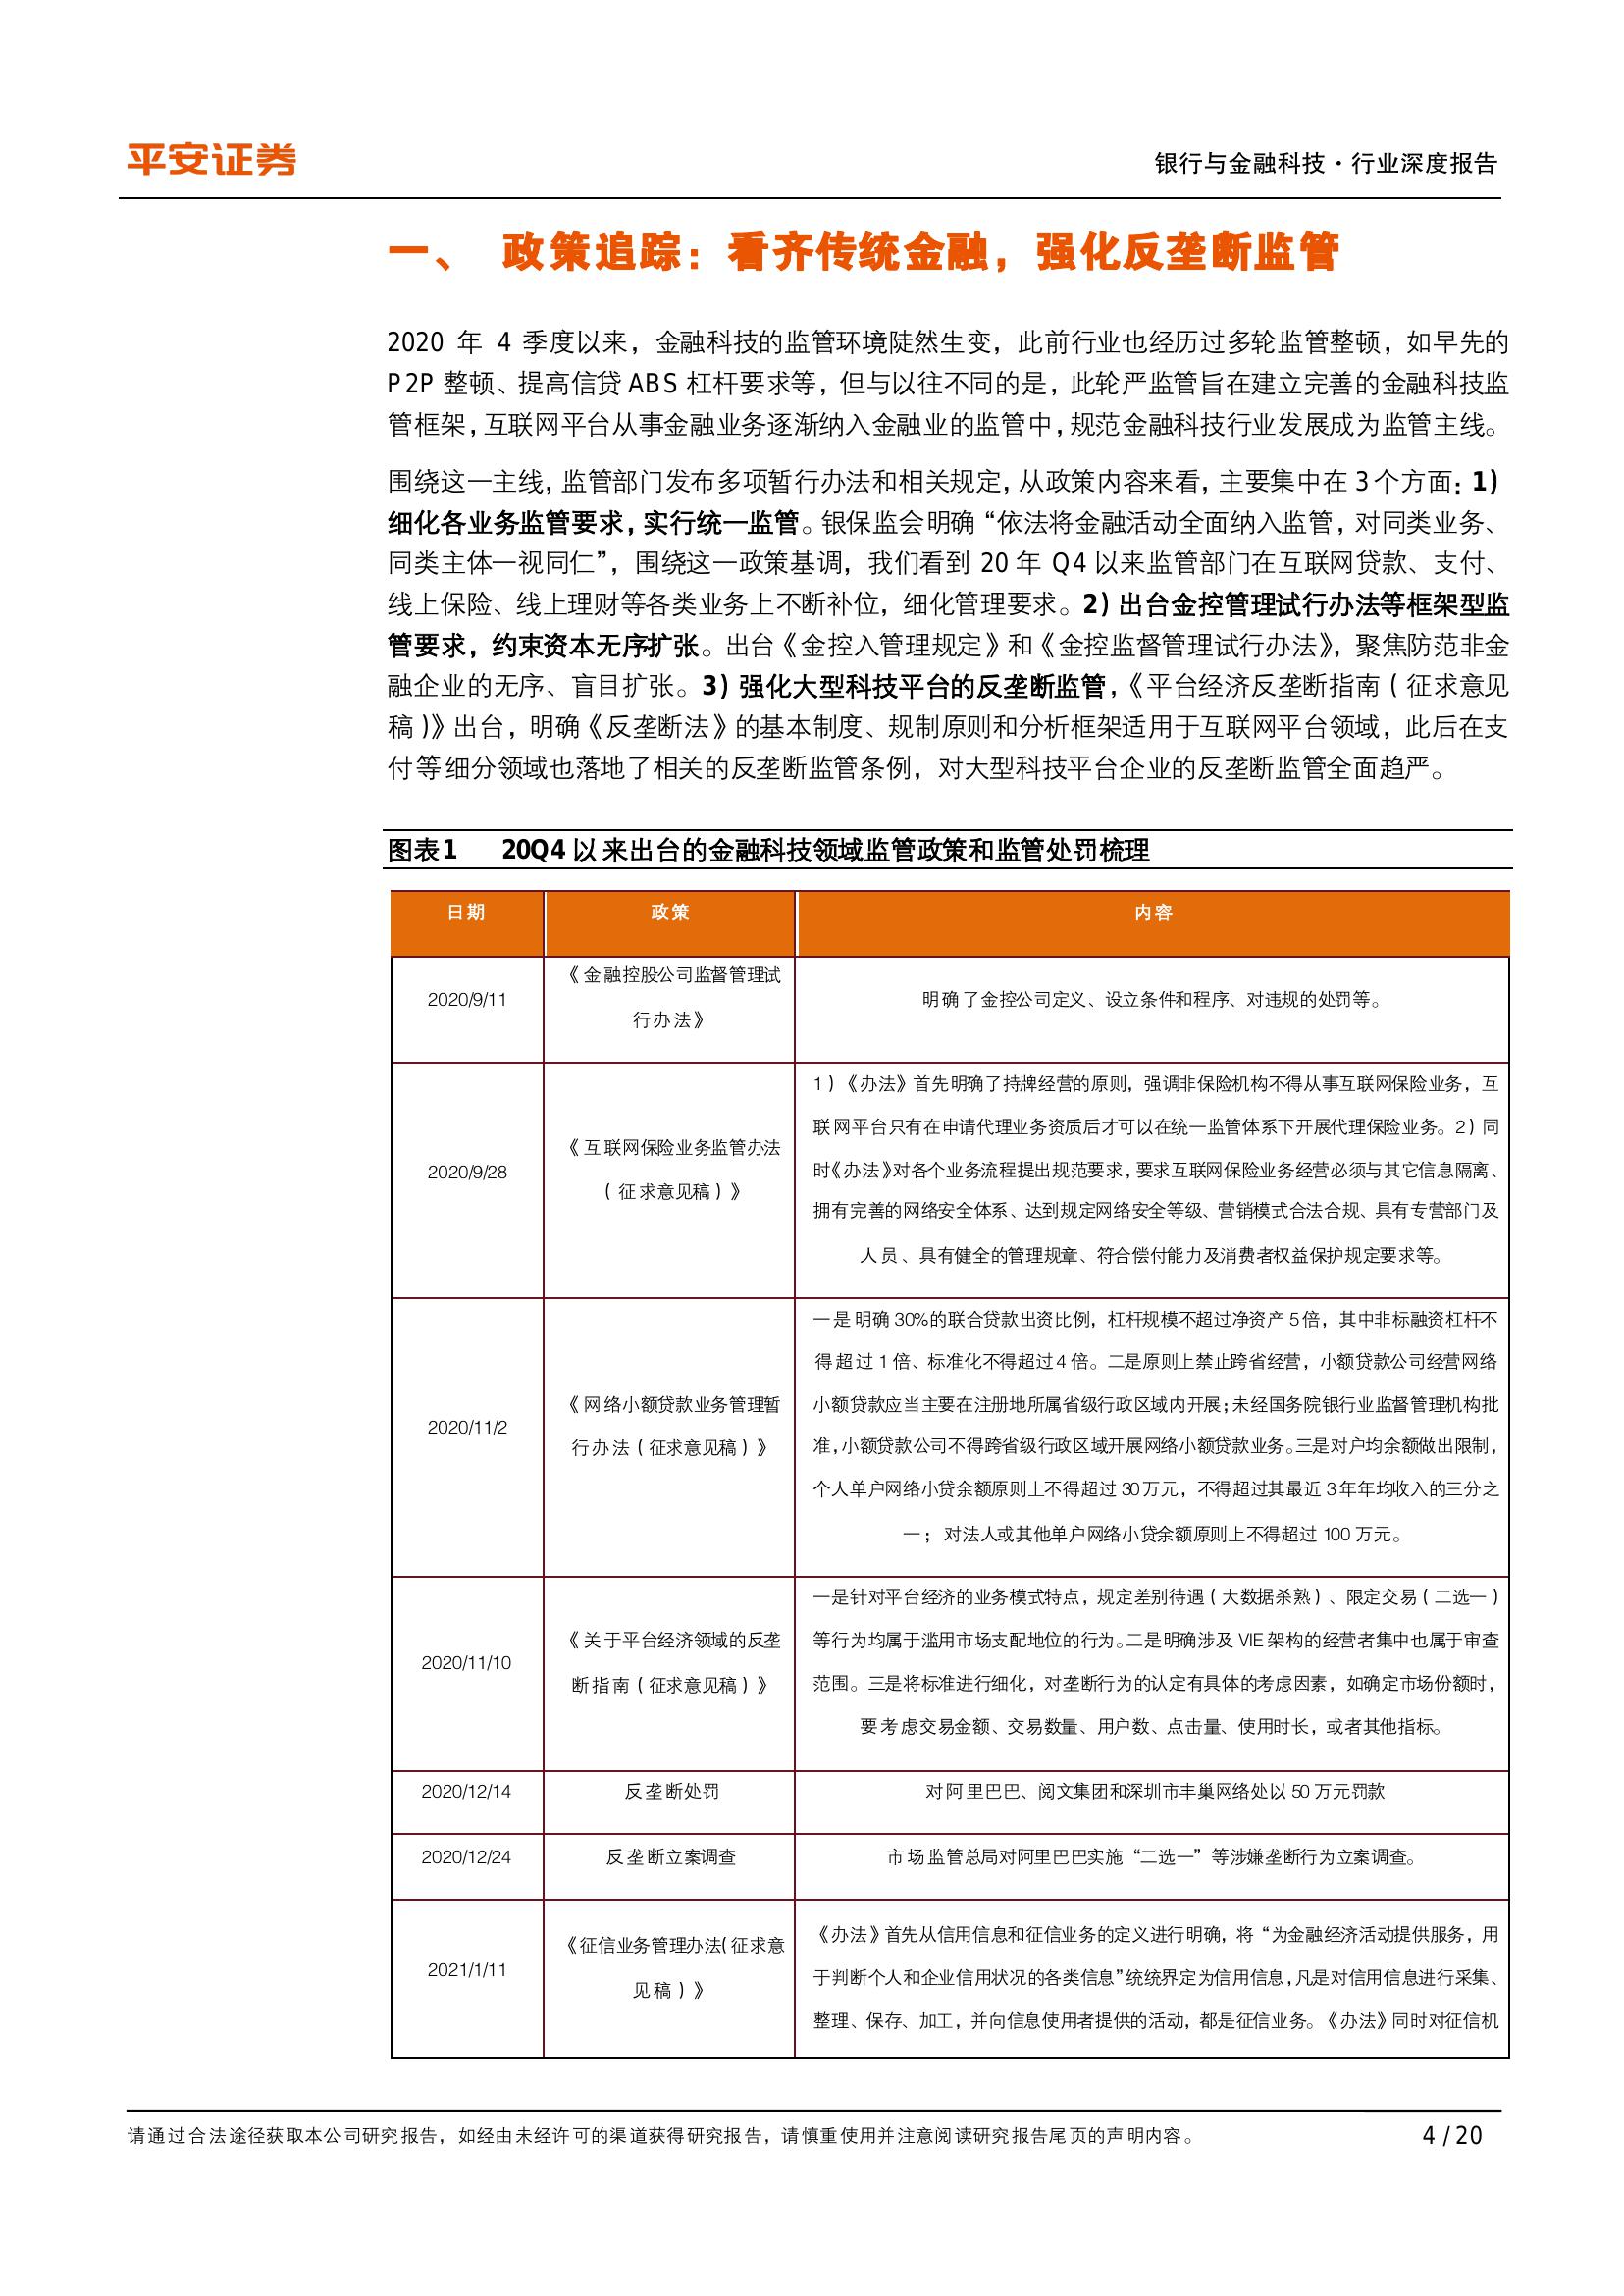 平安证券
银行与金融科技·行业深度报告
一、 政策追踪：看齐传统金融，强化反垄断监管
2020 年 4 季度以来，金融科技的监管环境陡然生变，此前行业也经历过多轮监管整顿，如早先的
P2P 整顿、提高信贷 ABS 杠杆要求等，但与以往不同的是，此轮严监管旨在建立完善的金融科技监
管框架，互联网平台从事金融业务逐渐纳入金融业的监管中，规范金融科技行业发展成为监管主线。
围绕这一主线，监管部门发布多项暂行办法和相关规定，从政策内容来看，主要集中在 3 个方面：1）
细化各业务监管要求，实行统一监管。银保监会明确“依法将金融活动全面纳入监管，对同类业务、
同类主体一视同仁”，围绕这一政策基调，我们看到 20 年 Q4 以来监管部门在互联网贷款、支付、
线上保险、线上理财等各类业务上不断补位，细化管理要求。2）出台金控管理试行办法等框架型监
管要求，约束资本无序扩张。出台《金控入管理规定》和《金控监督管理试行办法》，聚焦防范非金
融企业的无序、盲目扩张。3）强化大型科技平台的反垄断监管，《平台经济反垄断指南（征求意见
稿）》出台，明确《反垄断法》的基本制度、规制原则和分析框架适用于互联网平台领域，此后在支
付等细分领域也落地了相关的反垄断监管条例，对大型科技平台企业的反垄断监管全面趋严。
图表1 20Q4 以来出台的金融科技领域监管政策和监管处罚梳理
日期 政策 内容
2020/9/11
《金融控股公司监督管理试
行办法》
明确了金控公司定义、设立条件和程序、对违规的处罚等。
2020/9/28
《互联网保险业务监管办法
（征求意见稿）》
1）《办法》首先明确了持牌经营的原则，强调非保险机构不得从事互联网保险业务，互
联网平台只有在申请代理业务资质后才可以在统一监管体系下开展代理保险业务。2）同
时《办法》对各个业务流程提出规范要求，要求互联网保险业务经营必须与其它信息隔离、
拥有完善的网络安全体系、达到规定网络安全等级、营销模式合法合规、具有专营部门及
人员、具有健全的管理规章、符合偿付能力及消费者权益保护规定要求等。
2020/11/2
《网络小额贷款业务管理暂
行办法（征求意见稿）》
一是明确 30%的联合贷款出资比例，杠杆规模不超过净资产 5 倍，其中非标融资杠杆不
得超过 1 倍、标准化不得超过 4 倍。二是原则上禁止跨省经营，小额贷款公司经营网络
小额贷款应当主要在注册地所属省级行政区域内开展；未经国务院银行业监督管理机构批
准，小额贷款公司不得跨省级行政区域开展网络小额贷款业务。三是对户均余额做出限制，
个人单户网络小贷余额原则上不得超过 30 万元，不得超过其最近 3 年年均收入的三分之
一；对法人或其他单户网络小贷余额原则上不得超过 100 万元。
2020/11/10
《关于平台经济领域的反垄
断指南（征求意见稿）》
一是针对平台经济的业务模式特点，规定差别待遇（大数据杀熟）、限定交易（二选一）
等行为均属于滥用市场支配地位的行为。二是明确涉及 VIE 架构的经营者集中也属于审查
范围。三是将标准进行细化，对垄断行为的认定有具体的考虑因素，如确定市场份额时，
要考虑交易金额、交易数量、用户数、点击量、使用时长，或者其他指标。
2020/12/14 反垄断处罚 对阿里巴巴、阅文集团和深圳市丰巢网络处以 50 万元罚款
2020/12/24 反垄断立案调查 市场监管总局对阿里巴巴实施“二选一”等涉嫌垄断行为立案调查。
2021/1/11
《征信业务管理办法（征求意
见稿）》
《办法》首先从信用信息和征信业务的定义进行明确，将“为金融经济活动提供服务，用
于判断个人和企业信用状况的各类信息”统统界定为信用信息，凡是对信用信息进行采集、
整理、保存、加工，并向信息使用者提供的活动，都是征信业务。《办法》同时对征信机
请通过合法途径获取本公司研究报告，如经由未经许可的渠道获得研究报告，请慎重使用并注意阅读研究报告尾页的声明内容。
4 / 20